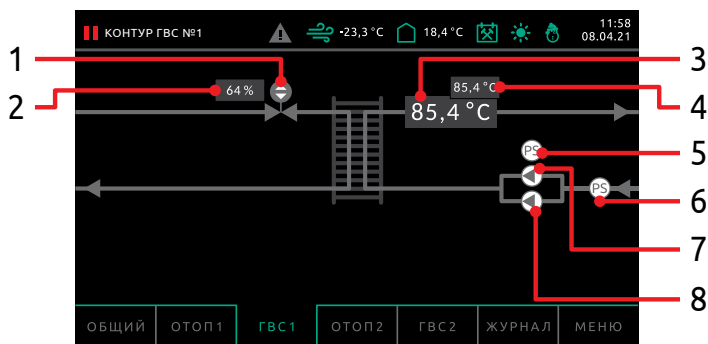 КОНТУР ГВС №1
-23,3°C
18,4°C
11:58
08.04.21
1
2
3
4
5
6
7
8
64%
85,4°C
85,4°C
PS
PS
ОБЩИЙ
ОТОП1
ГВС1
ОТОП2
ГВС2
ЖУРНАЛ
МЕНЮ